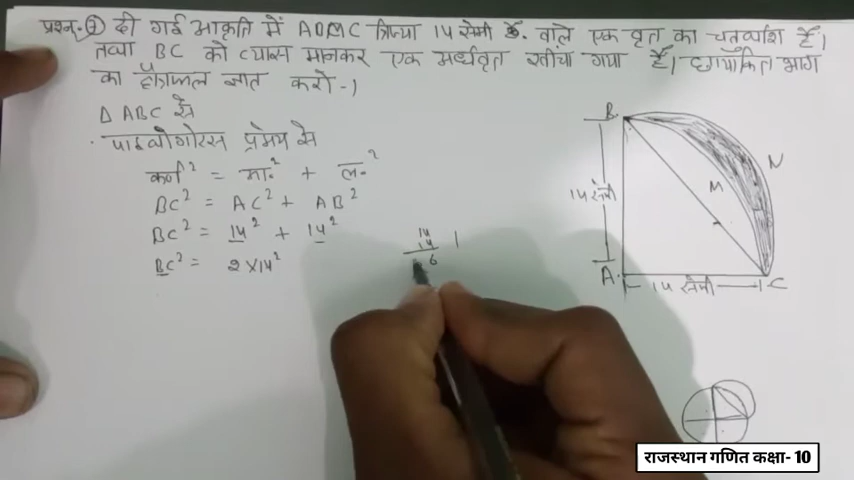 प्रश्न-① दी गई आकृति में ABMC त्रिज्या 14 सेमी है. वाले एक वृत का चतुर्थांश है।
तथा BC को व्यास मानकर एक अर्धवृत खींचा गया है। छायांकित भाग
का क्षेत्रफल ज्ञात करो-।
Δ ABC से
पाइथोगोरस प्रमेय से
कर्ण² = आ.² + ल.²
BC² = AC² + AB²
BC² = 14² + 14²
BC² = 2×14²
14
14
6
B
N
M
14 सेमी
A
14 सेमी
C
राजस्थान गणित कक्षा- 10